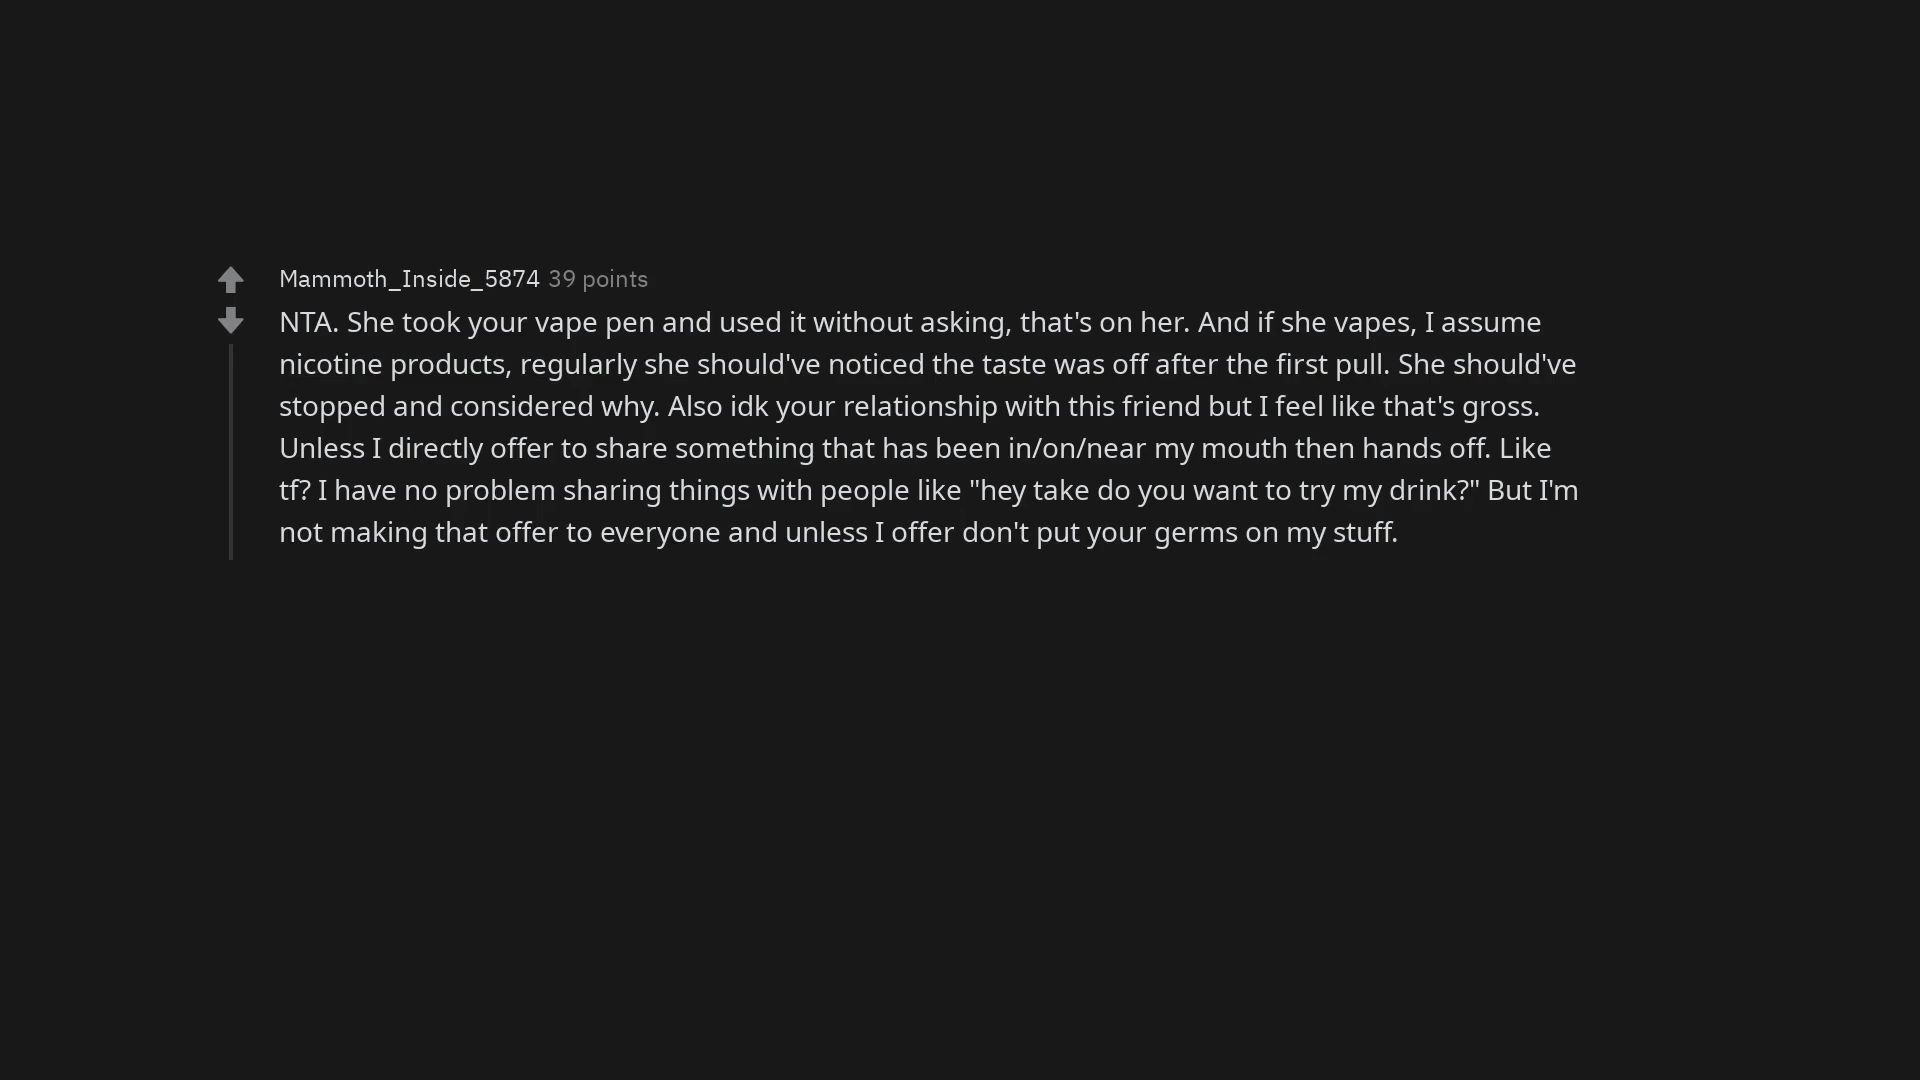 Mammoth_Inside_5874 39 points
NTA. She took your vape pen and used it without asking, that's on her. And if she vapes, I assume
nicotine products, regularly she should've noticed the taste was off after the first pull. She should've
stopped and considered why. Also idk your relationship with this friend but I feel like that's gross.
Unless I directly offer to share something that has been in/on/near my mouth then hands off. Like
tf? I have no problem sharing things with people like "hey take do you want to try my drink?" But I'm
not making that offer to everyone and unless I offer don't put your germs on my stuff.